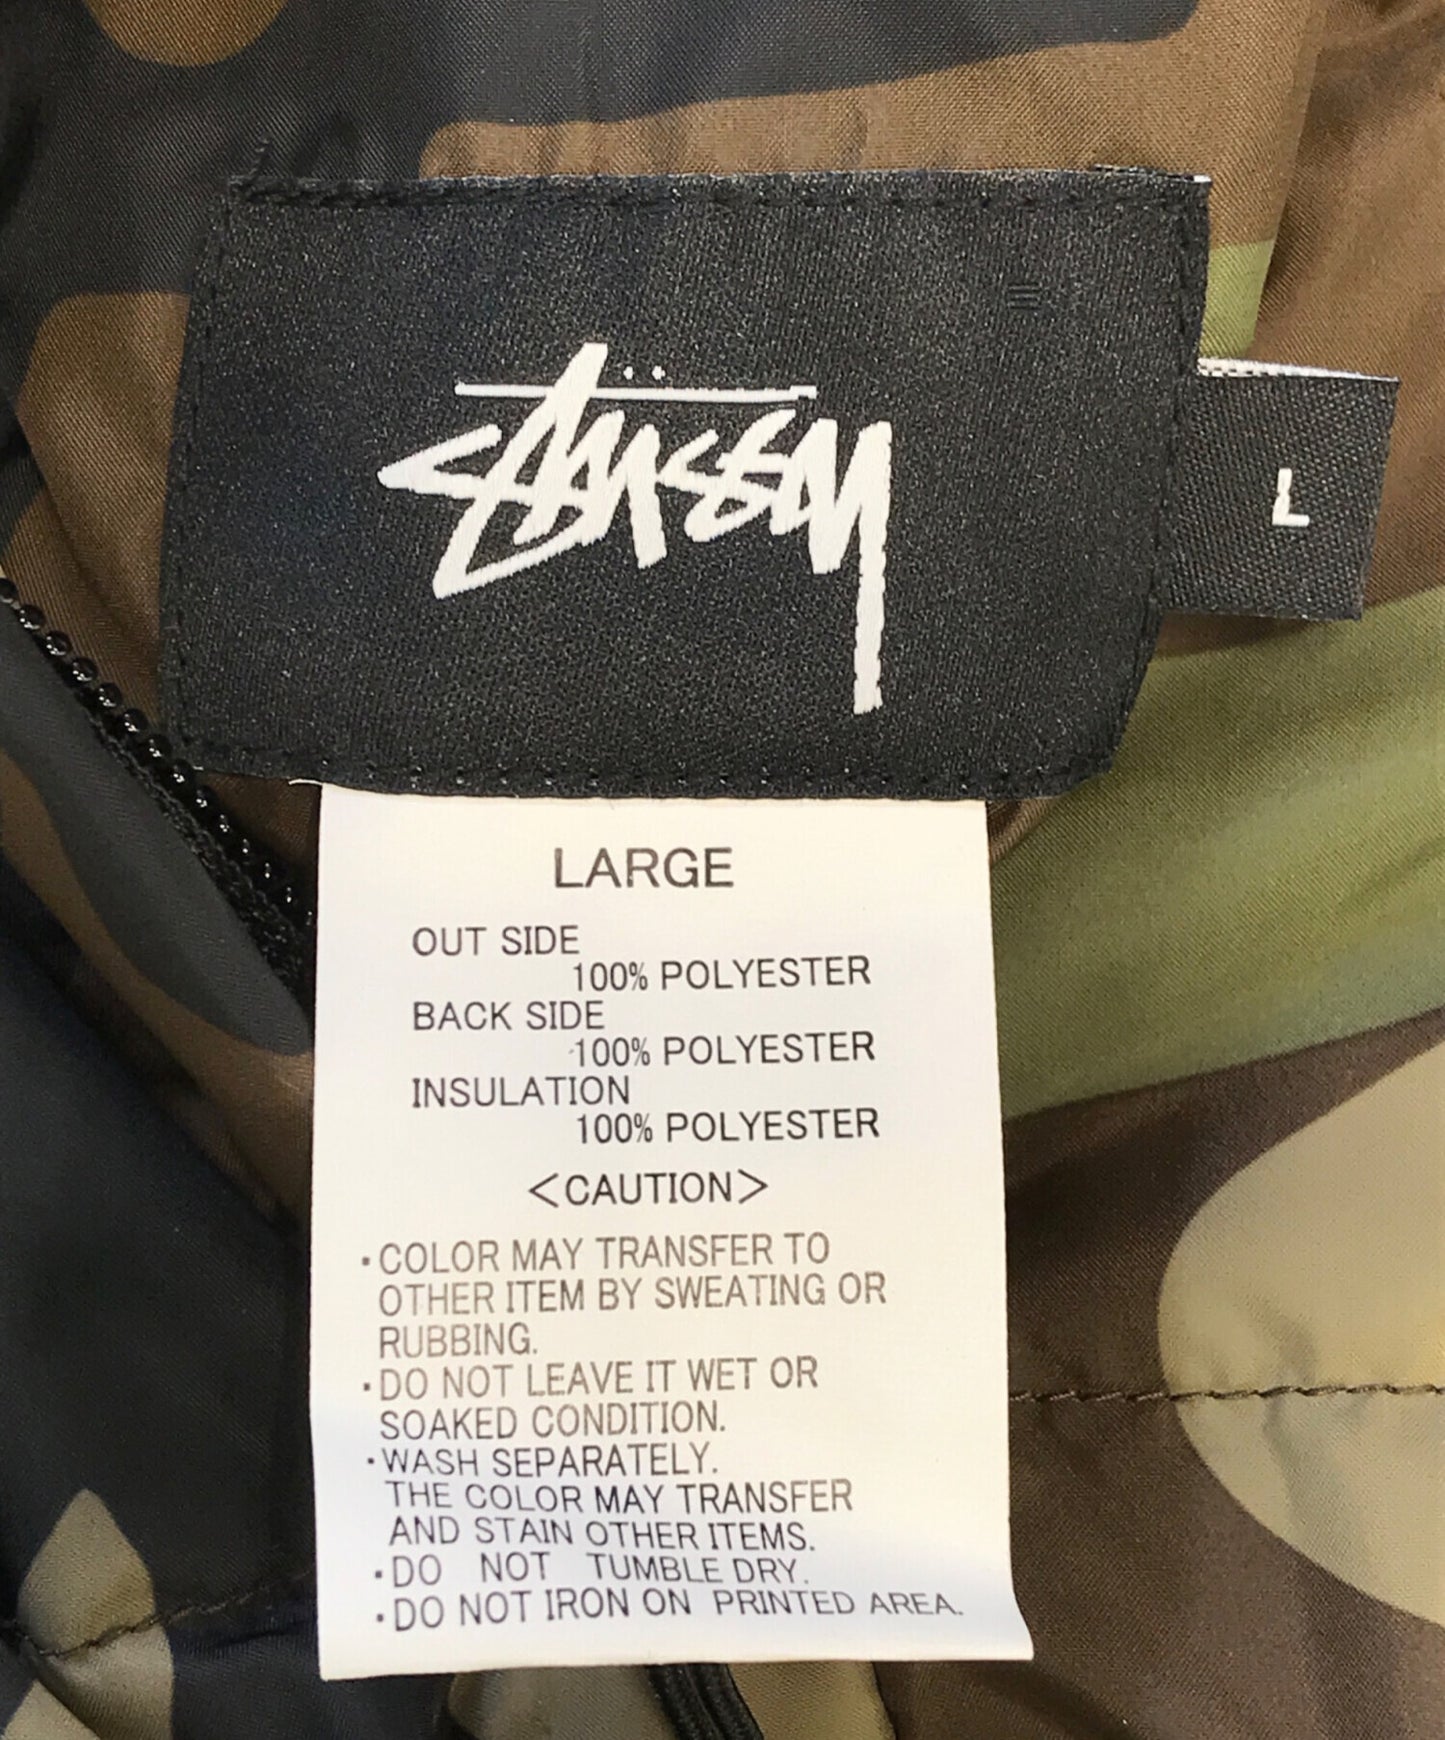 Stüssy
L
LARGE
OUT SIDE
100% POLYESTER
BACK SIDE
100% POLYESTER
INSULATION
100% POLYESTER
<CAUTION>
・COLOR MAY TRANSFER TO
OTHER ITEM BY SWEATING OR
RUBBING.
・DO NOT LEAVE IT WET OR
SOAKED CONDITION.
・WASH SEPARATELY.
THE COLOR MAY TRANSFER
AND STAIN OTHER ITEMS.
・DO NOT TUMBLE DRY.
・DO NOT IRON ON PRINTED AREA.